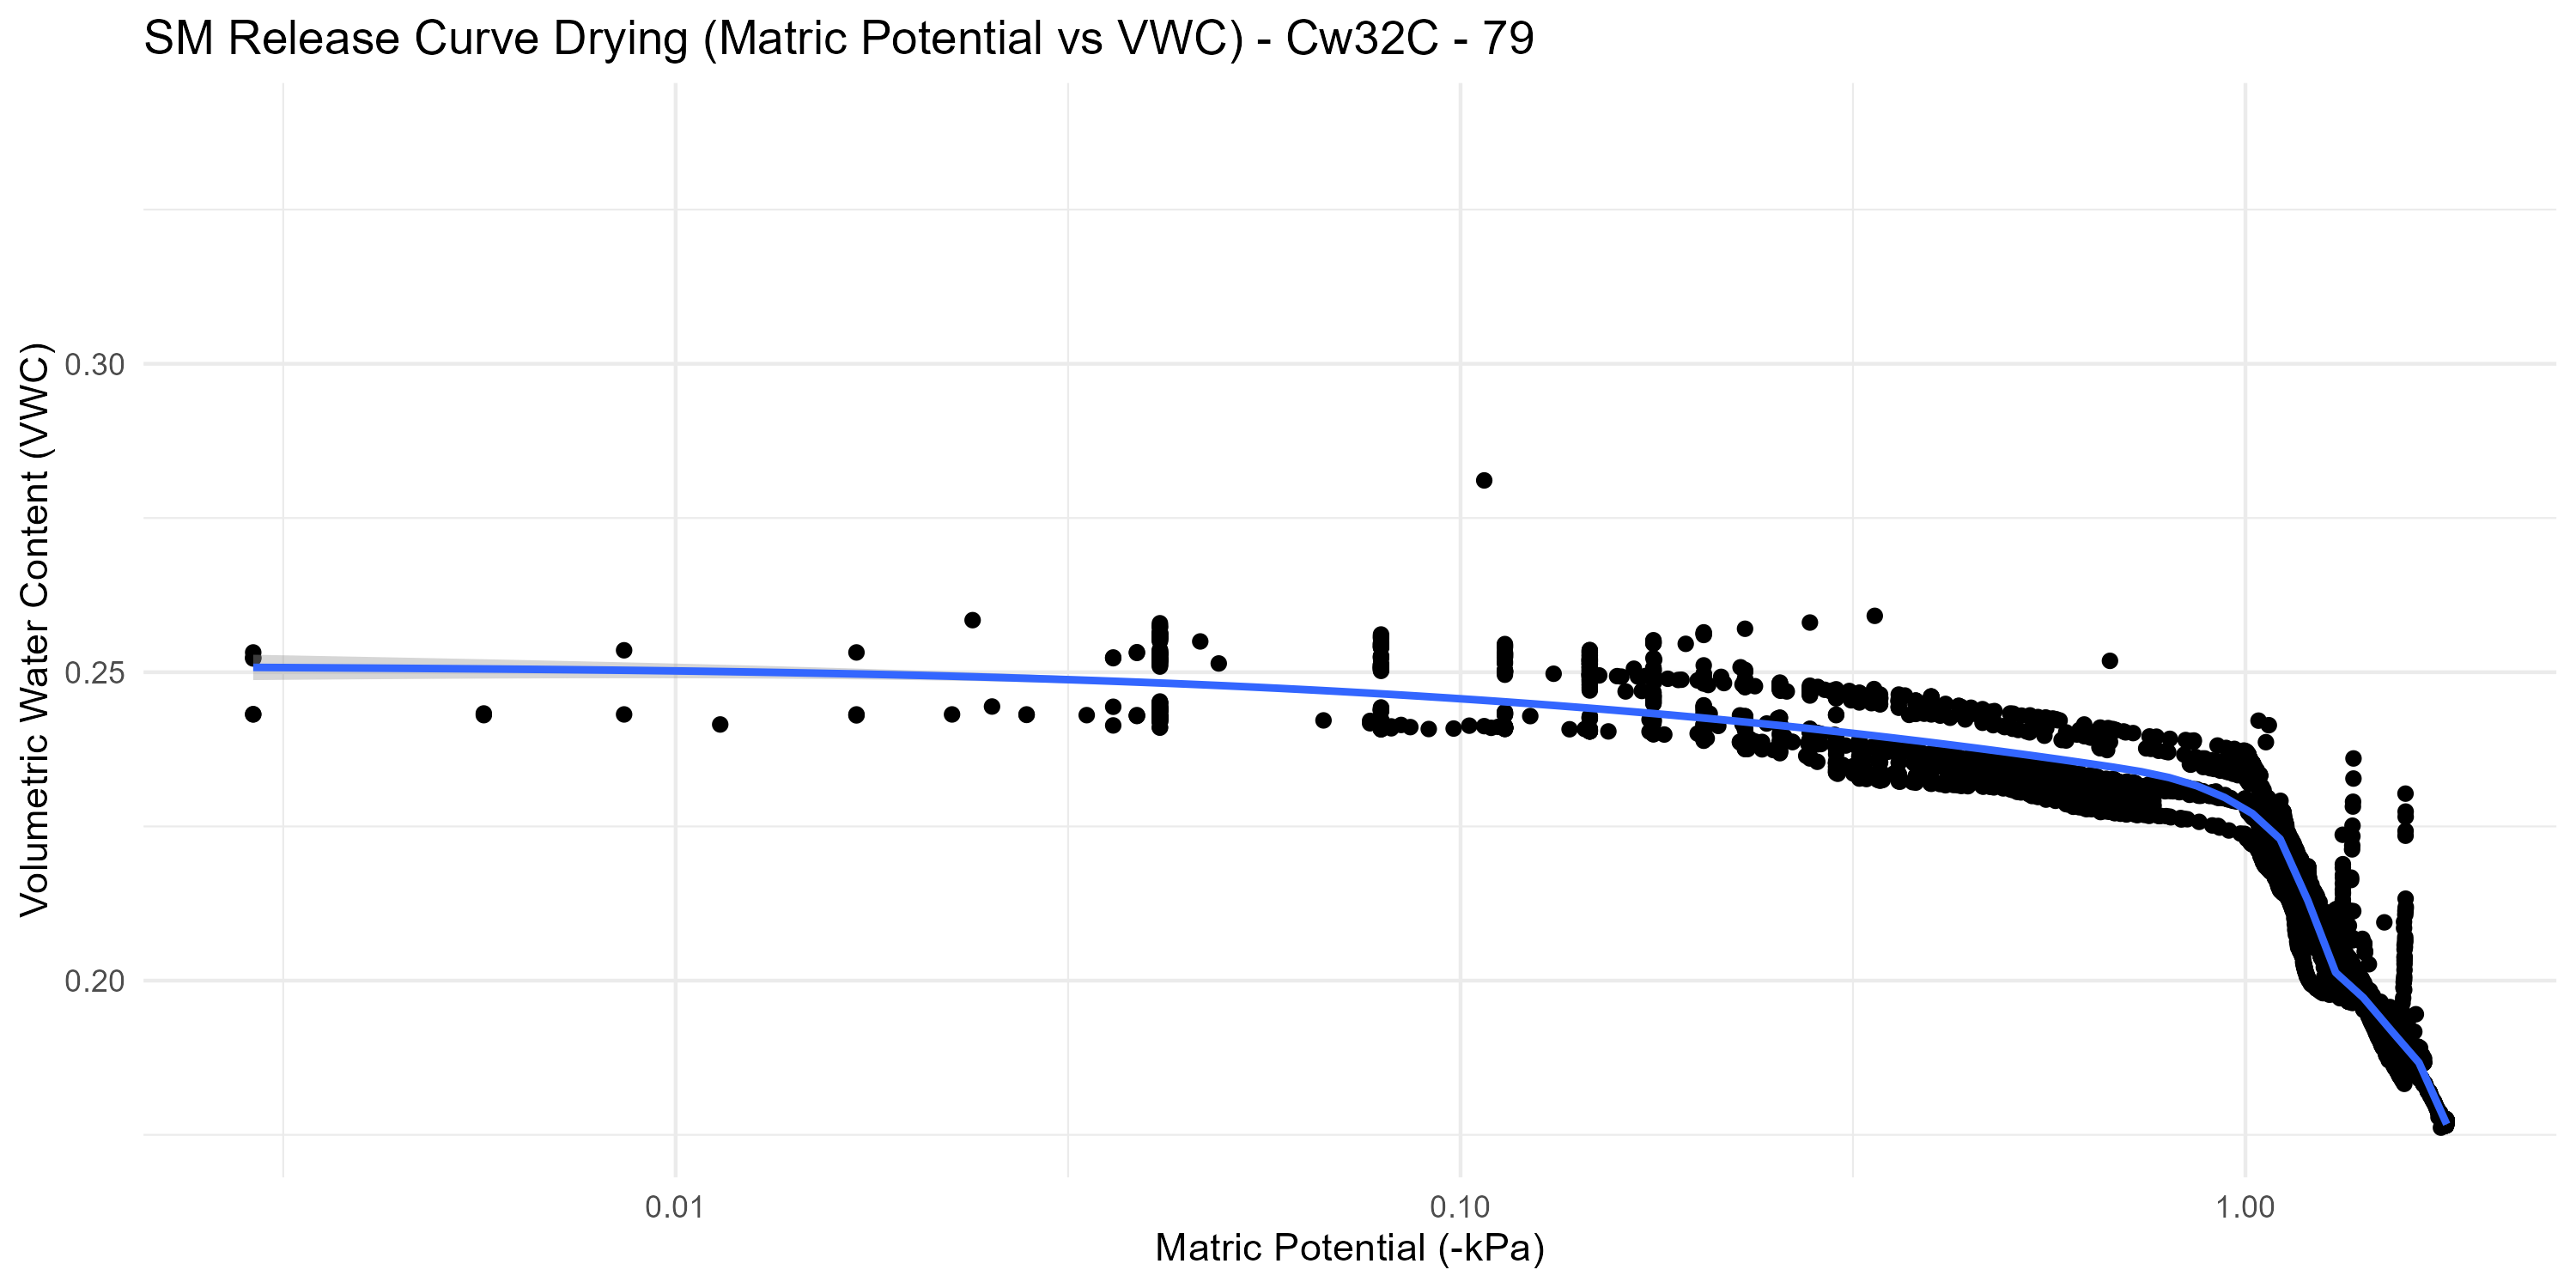 SM Release Curve Drying (Matric Potential vs VWC) - Cw32C - 79
Volumetric Water Content (VWC)
0.30
0.25
0.20
0.01
0.10
1.00
Matric Potential (-kPa)